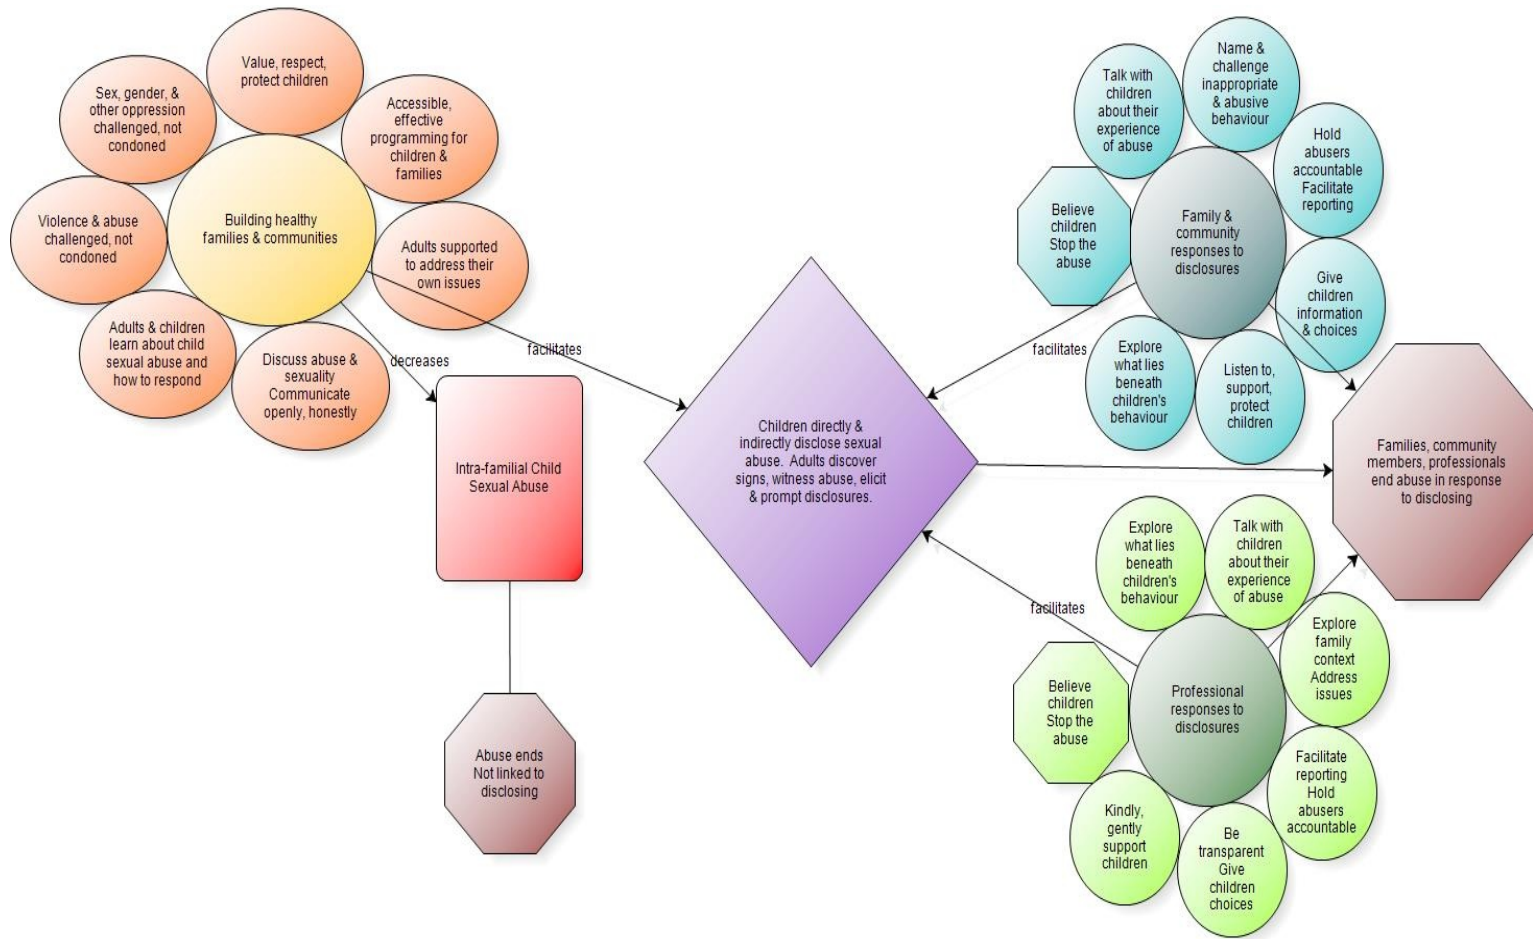 Value, respect,
protect children
Sex, gender, &
other oppression
challenged, not
condoned
Accessible,
effective
programming for
children &
families
Violence & abuse
challenged, not
condoned
Building healthy
families & communities
Adults supported
to address their
own issues
Adults & children
learn about child
sexual abuse and
how to respond
Discuss abuse &
sexuality
Communicate
openly, honestly
decreases
facilitates
Intra-familial Child
Sexual Abuse
Abuse ends
Not linked to
disclosing
Children directly &
indirectly disclose sexual
abuse. Adults discover
signs, witness abuse, elicit
& prompt disclosures.
Name &
challenge
inappropriate
& abusive
behaviour
Talk with
children
about their
experience
of abuse
Hold
abusers
accountable
Facilitate
reporting
Believe
children
Stop the
abuse
Family &
community
responses to
disclosures
Give
children
information
& choices
facilitates
Explore
what lies
beneath
children's
behaviour
Listen to,
support,
protect
children
Families, community
members, professionals
end abuse in response
to disclosing
Explore
what lies
beneath
children's
behaviour
Talk with
children
about their
experience
of abuse
facilitates
Explore
family
context
Address
issues
Believe
children
Stop the
abuse
Professional
responses to
disclosures
Facilitate
reporting
Hold
abusers
accountable
Kindly,
gently
support
children
Be
transparent
Give
children
choices